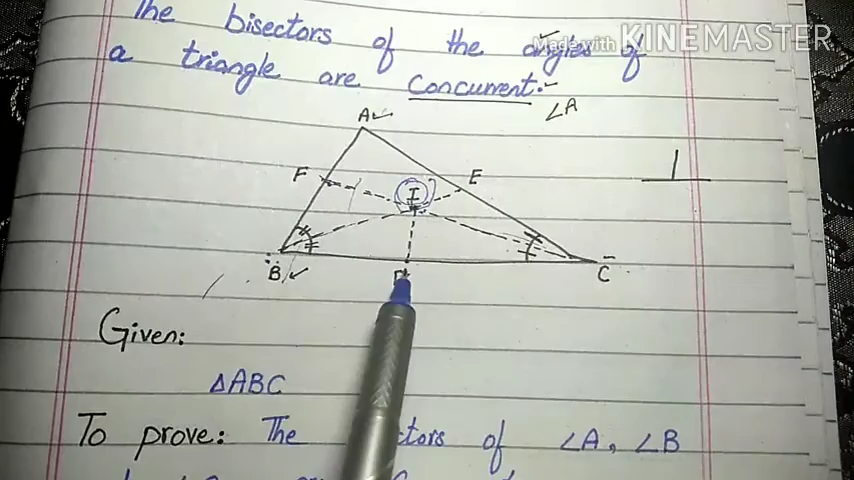 The bisectors of the angles of
Made with KINEMASTER
a triangle are Concurrent.
∠A
A
F
I
E
B
C
Given:
ΔABC
To prove: The of ∠A, ∠B